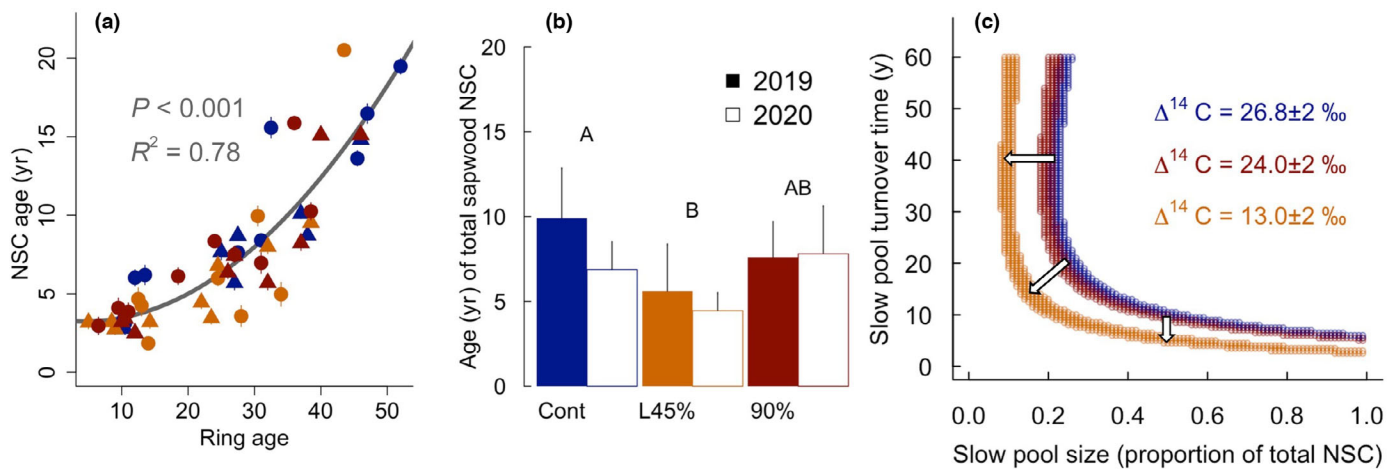 (a)
NSC age (yr)
20
15
10
5
0
P < 0.001
R² = 0.78
10 20 30 40 50
Ring age
(b)
Age (yr) of total sapwood NSC
20
15
10
5
0
2019
2020
A
B
AB
Cont L45% 90%
(c)
Slow pool turnover time (y)
60
50
40
30
20
10
0
Δ¹⁴ C = 26.8±2 ‰
Δ¹⁴ C = 24.0±2 ‰
Δ¹⁴ C = 13.0±2 ‰
0.0 0.2 0.4 0.6 0.8 1.0
Slow pool size (proportion of total NSC)